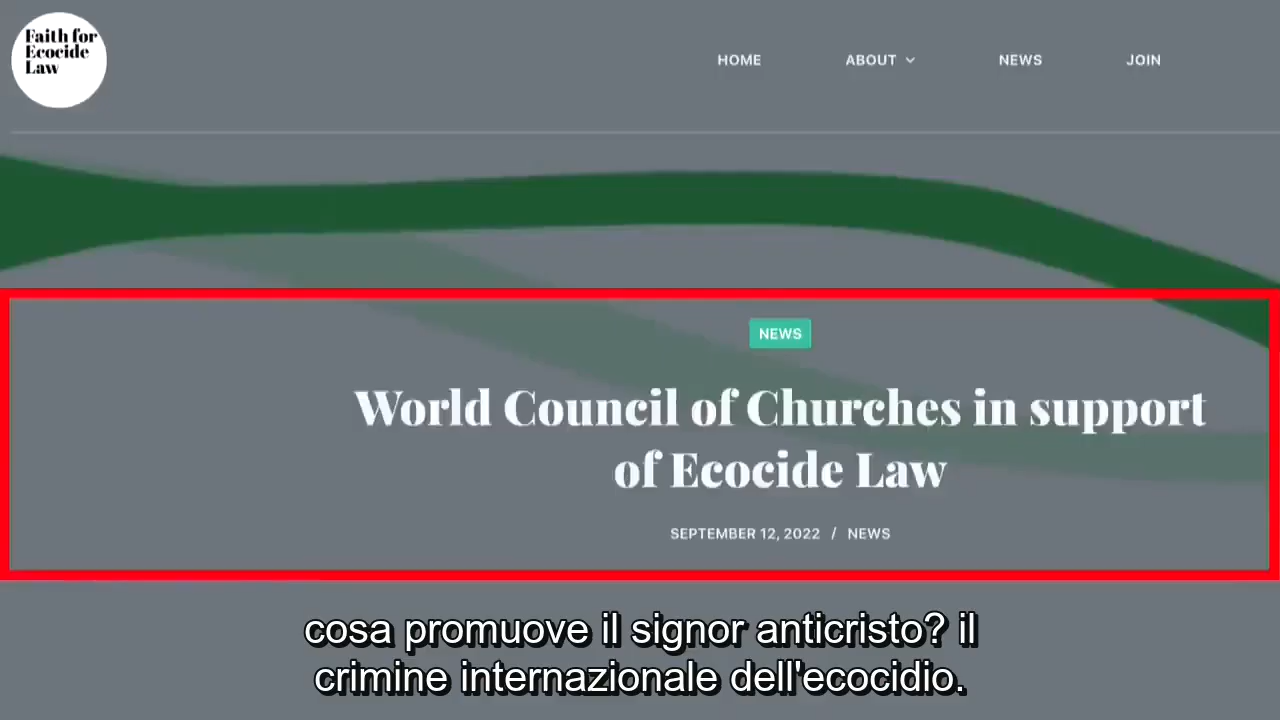 Faith for
Ecocide
Law
HOME ABOUT NEWS JOIN
NEWS
World Council of Churches in support
of Ecocide Law
SEPTEMBER 12, 2022 / NEWS
cosa promuove il signor anticristo? il
crimine internazionale dell'ecocidio.